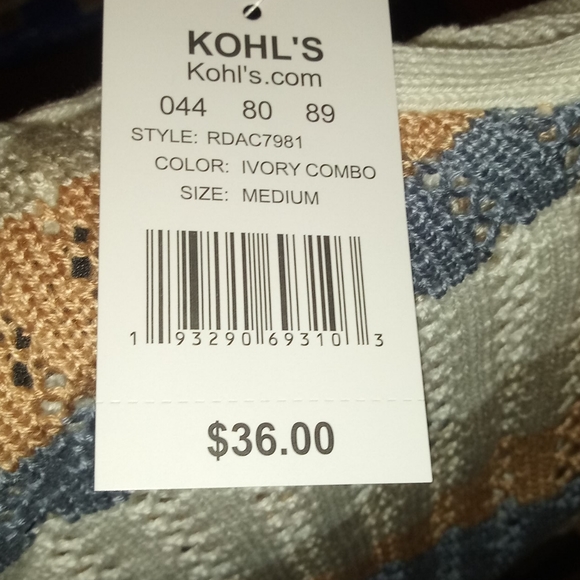 KOHL'S
Kohl's.com
044 80 89
STYLE: RDAC7981
COLOR: IVORY COMBO
SIZE: MEDIUM
1 93290 69310 3
$36.00